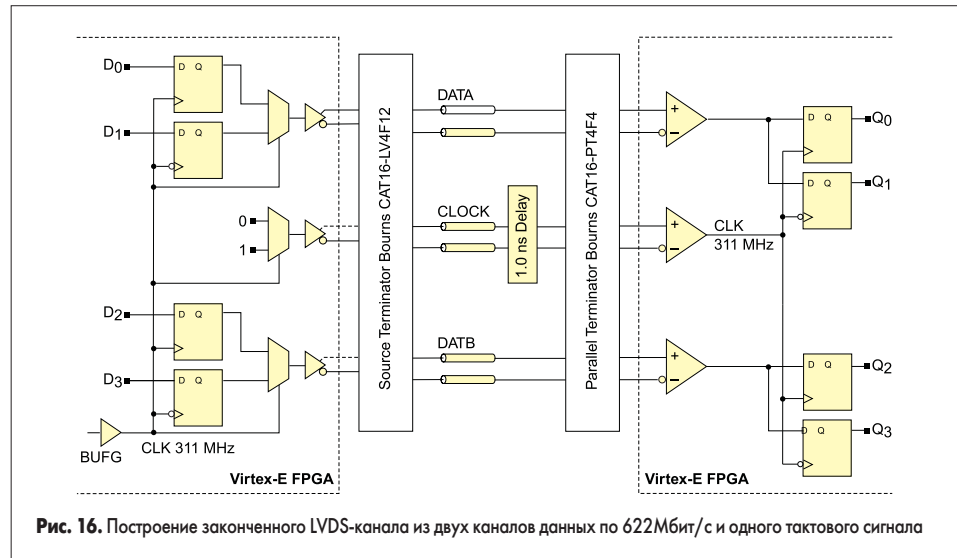 D0
D Q
D1
D Q
0
1
D2
D Q
D3
D Q
BUFG
CLK 311 MHz
Virtex-E FPGA
Source Terminator Bourns CAT16-LV4F12
DATA
CLOCK
DATB
1.0 ns Delay
Parallel Terminator Bourns CAT16-PT4F4
+
−
+
−
CLK
311 MHz
+
−
D Q
Q0
D Q
Q1
D Q
Q2
D Q
Q3
Virtex-E FPGA
Рис. 16. Построение законченного LVDS-канала из двух каналов данных по 622Мбит/с и одного тактового сигнала